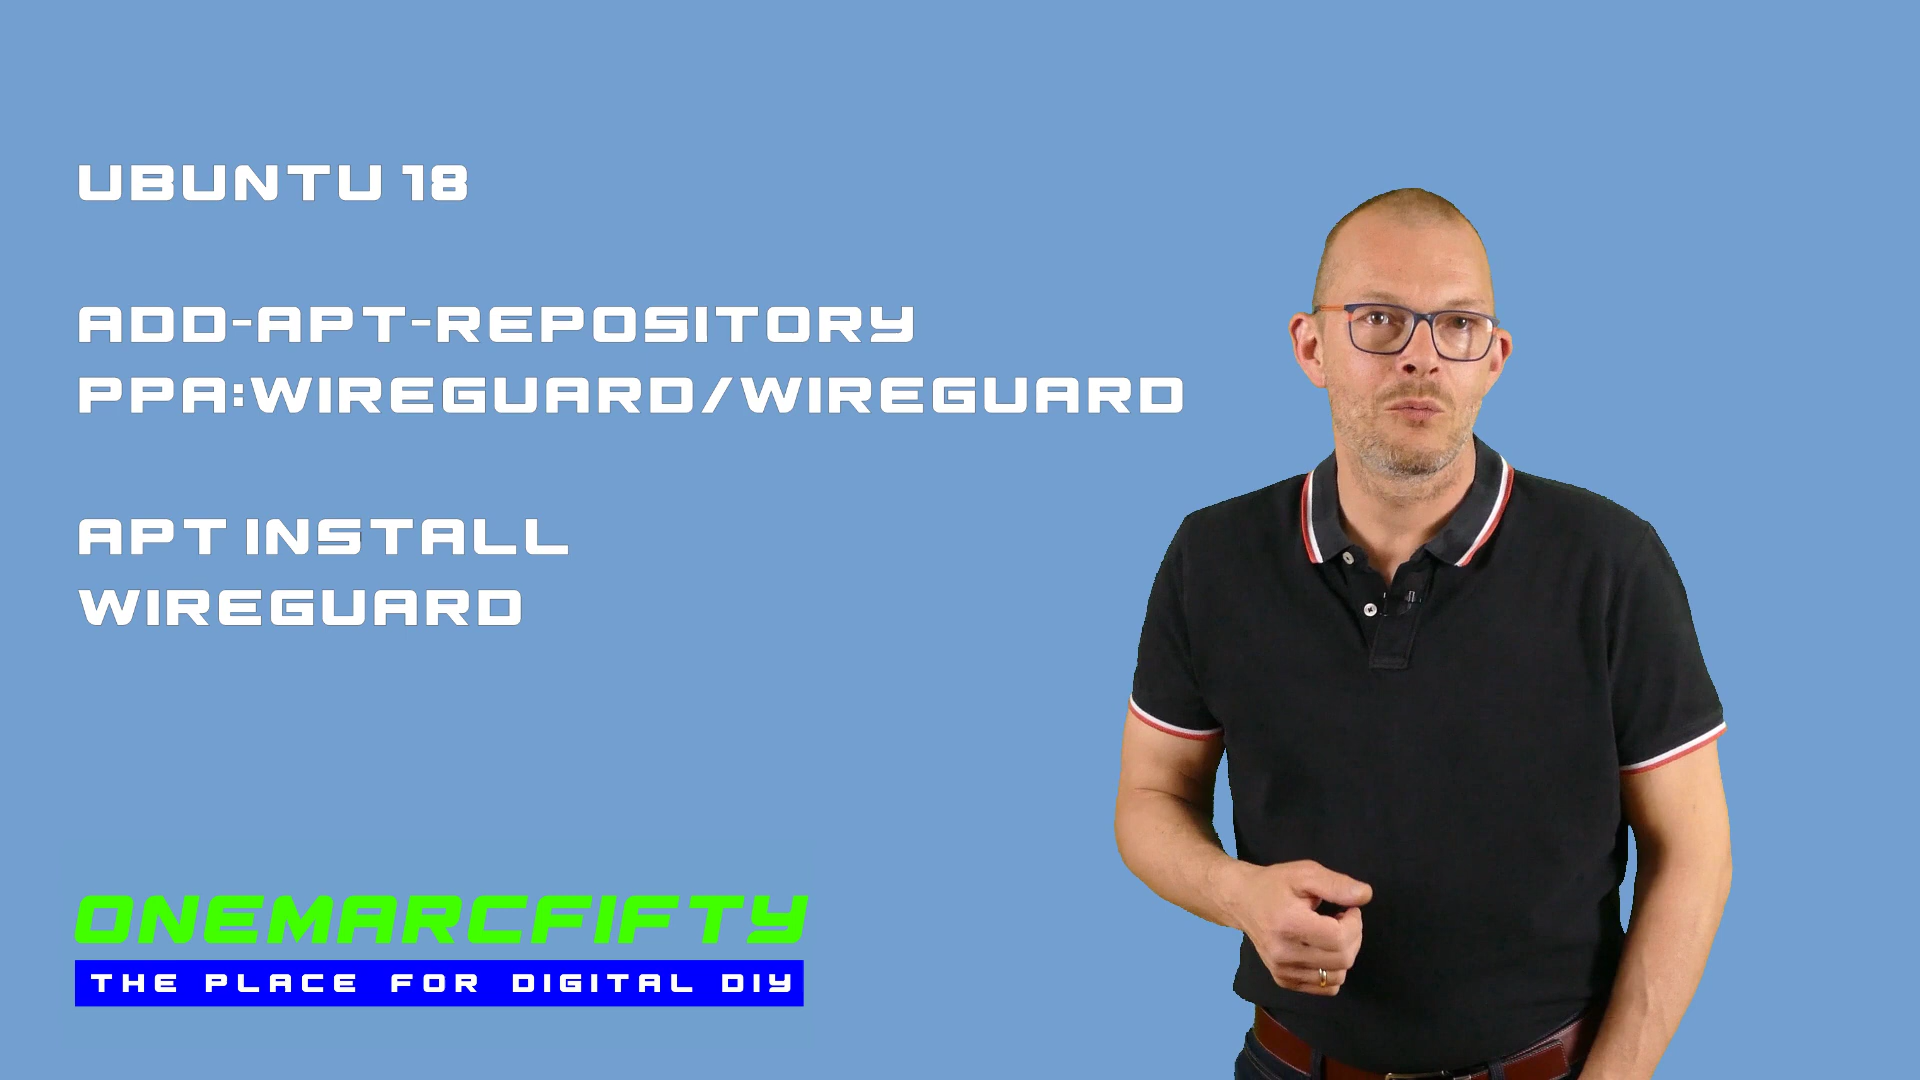 UBUNTU 18
ADD-APT-REPOSITORY
PPA:WIREGUARD/WIREGUARD
APT INSTALL
WIREGUARD
ONEMARCFIFTY
THE PLACE FOR DIGITAL DIY